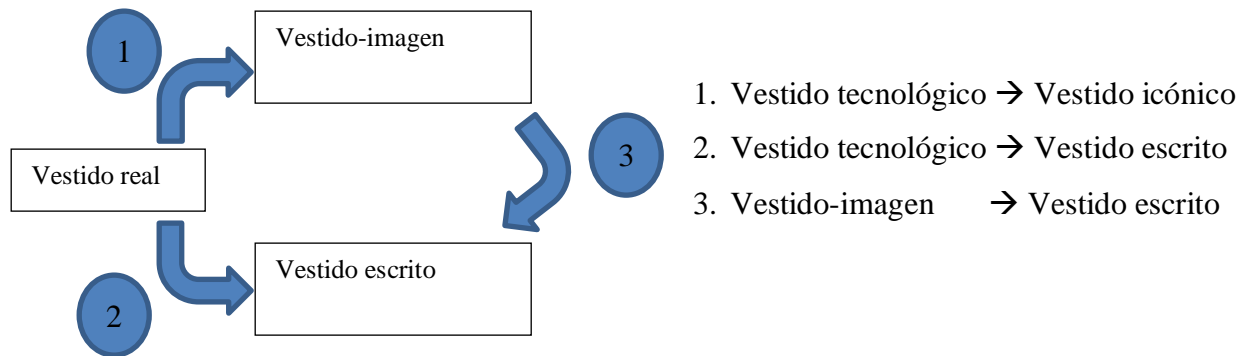 1
Vestido-imagen
Vestido real
3
2
Vestido escrito
1. Vestido tecnológico → Vestido icónico
2. Vestido tecnológico → Vestido escrito
3. Vestido-imagen → Vestido escrito